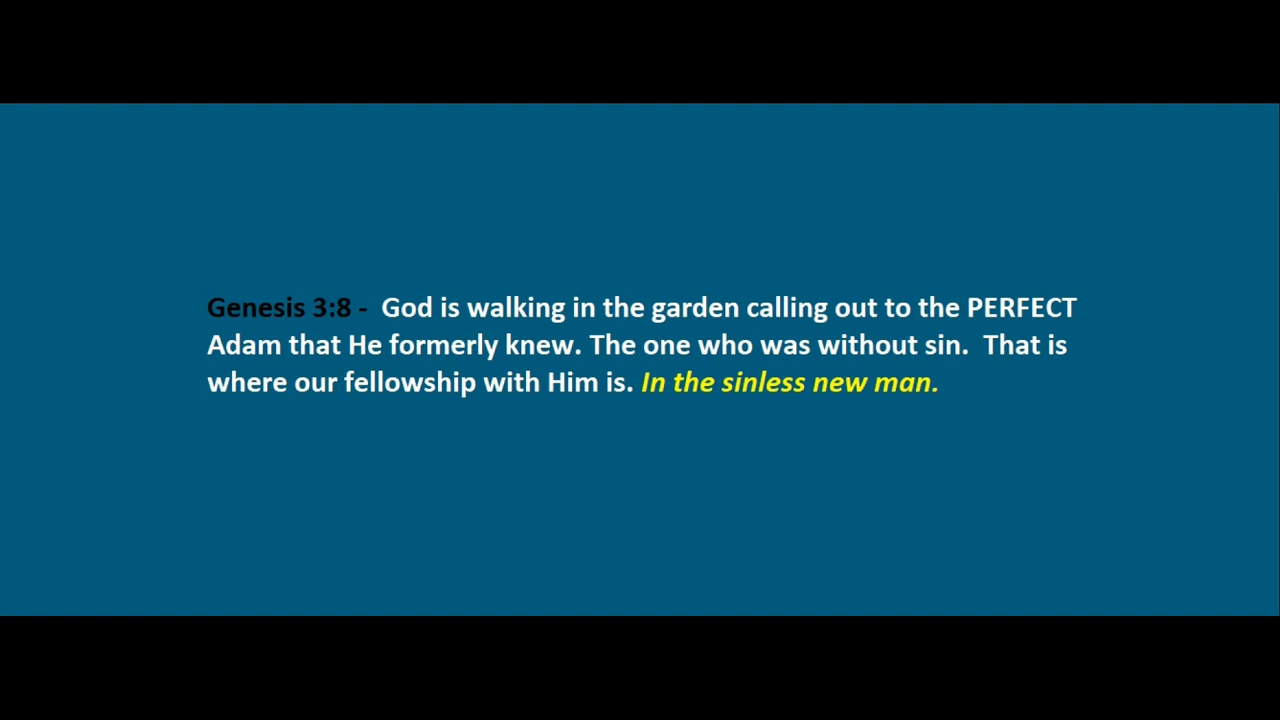 Genesis 3:8 -  God is walking in the garden calling out to the PERFECT
Adam that He formerly knew. The one who was without sin.  That is
where our fellowship with Him is. In the sinless new man.